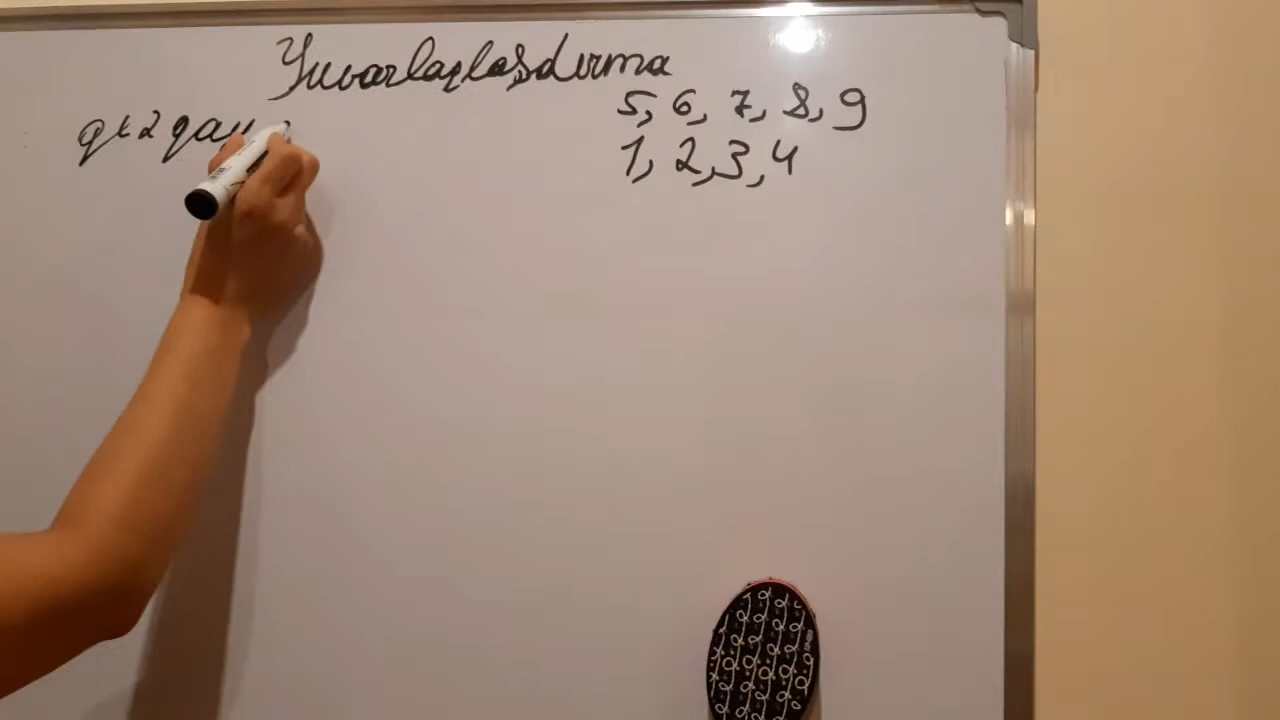 Yuvarlaqlaşdırma
5, 6, 7, 8, 9
1, 2, 3, 4